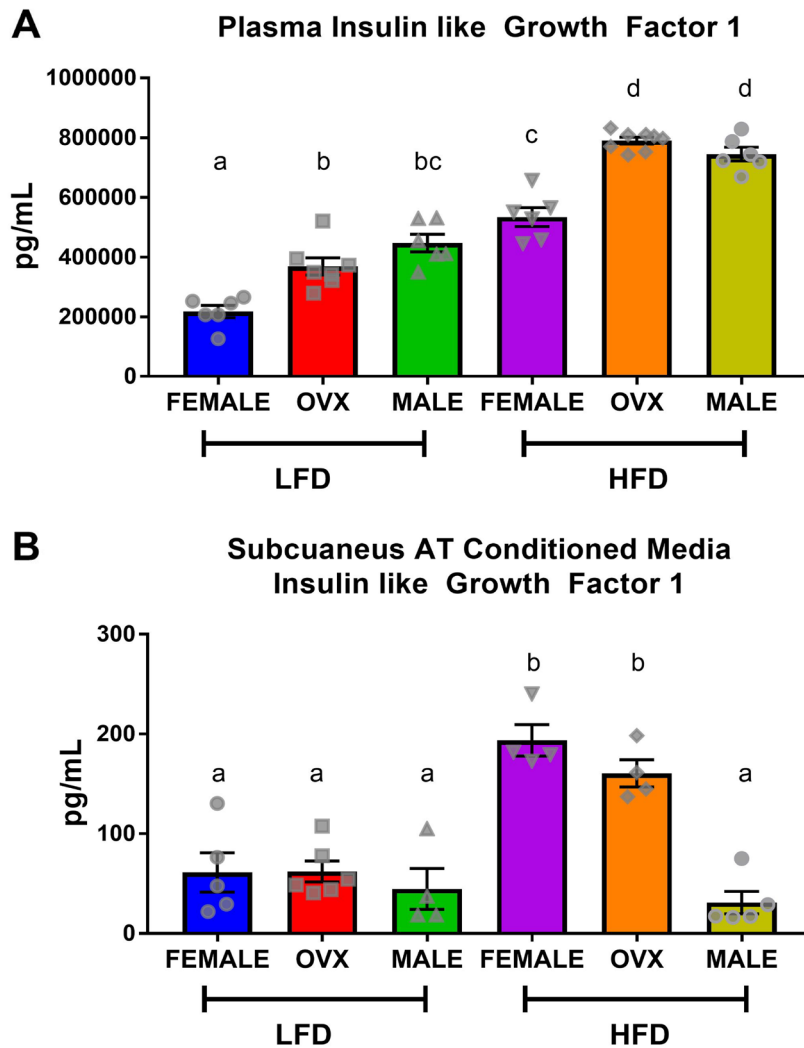 A
Plasma Insulin like Growth Factor 1
pg/mL
1000000
800000
600000
400000
200000
0
a
b
bc
c
d
d
FEMALE OVX MALE FEMALE OVX MALE
LFD HFD
B
Subcuaneus AT Conditioned Media
Insulin like Growth Factor 1
pg/mL
300
200
100
0
a
a
a
b
b
a
FEMALE OVX MALE FEMALE OVX MALE
LFD HFD